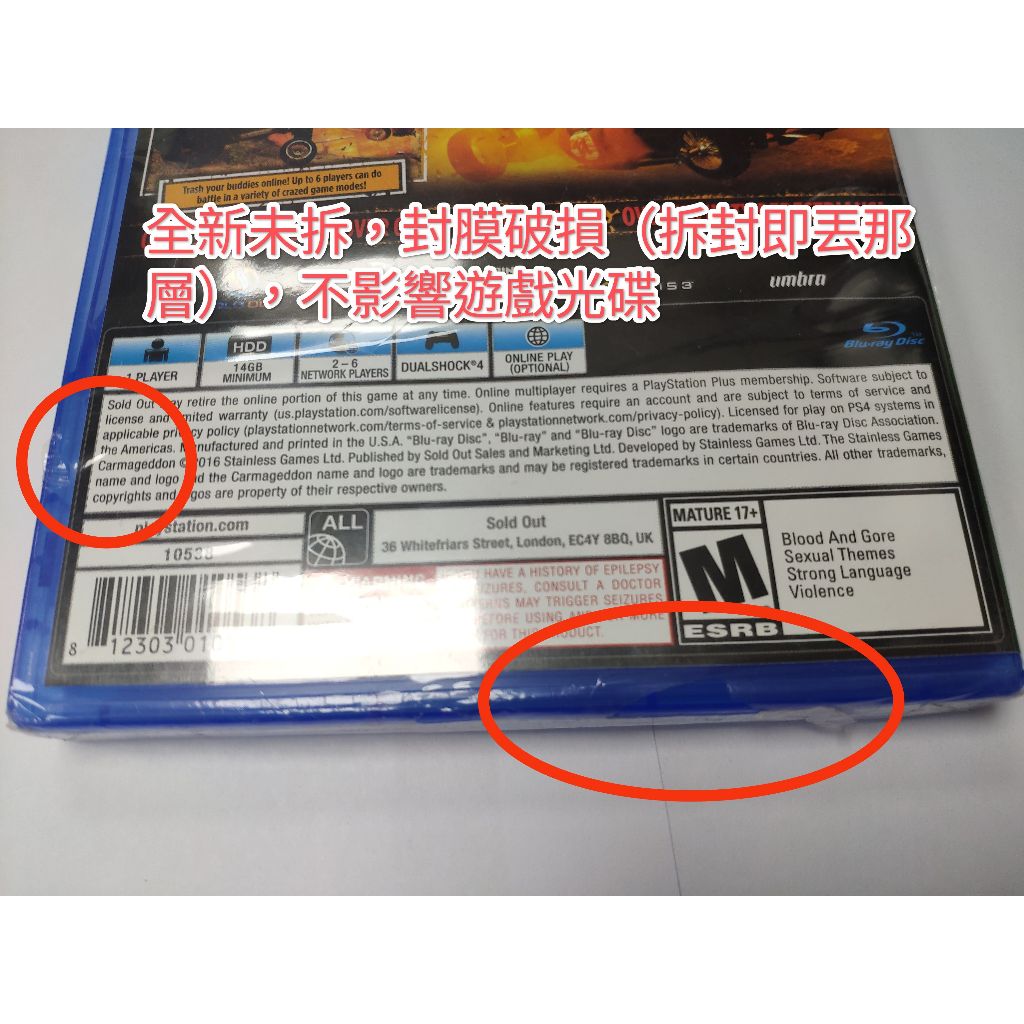 Trash your buddies online! Up to 6 players can do
battle in a variety of crazed game modes!
全新未拆，封膜破損（拆封即丟那
層），不影響遊戲光碟
umbra
Blu-ray Disc
1 PLAYER
HDD
14GB
MINIMUM
2-6
NETWORK PLAYERS
DUALSHOCK®4
ONLINE PLAY
(OPTIONAL)
Sold Out may retire the online portion of this game at any time. Online multiplayer requires a PlayStation Plus membership. Software subject to
license and limited warranty (us.playstation.com/softwarelicense). Online features require an account and are subject to terms of service and
applicable privacy policy (playstationnetwork.com/terms-of-service & playstationnetwork.com/privacy-policy). Licensed for play on PS4 systems in
the Americas. Manufactured and printed in the U.S.A. "Blu-ray Disc", "Blu-ray" and "Blu-ray Disc" logo are trademarks of Blu-ray Disc Association.
Carmageddon © 2016 Stainless Games Ltd. Published by Sold Out Sales and Marketing Ltd. Developed by Stainless Games Ltd. The Stainless Games
name and logo and the Carmageddon name and logo are trademarks and may be registered trademarks in certain countries. All other trademarks,
copyrights and logos are property of their respective owners.
playstation.com
10538
ALL
Sold Out
36 Whitefriars Street, London, EC4Y 8BQ, UK
WARNING
HAVE A HISTORY OF EPILEPSY
CONSULT A DOCTOR
MAY TRIGGER SEIZURES
BEFORE USING
FOR THIS PRODUCT.
8 12303 010
MATURE 17+
M
ESRB
Blood And Gore
Sexual Themes
Strong Language
Violence